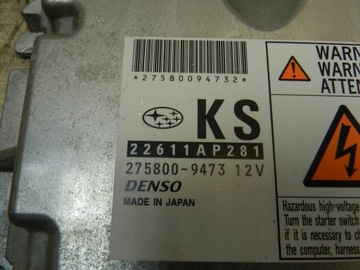 *27580094732*
KS
22611AP281
275800-9473 12V
DENSO
MADE IN JAPAN
WARN
WARN
ATTEN
Hazardous high-voltage
Turn the starter switch
if it is necessary to ch
the computer, harness